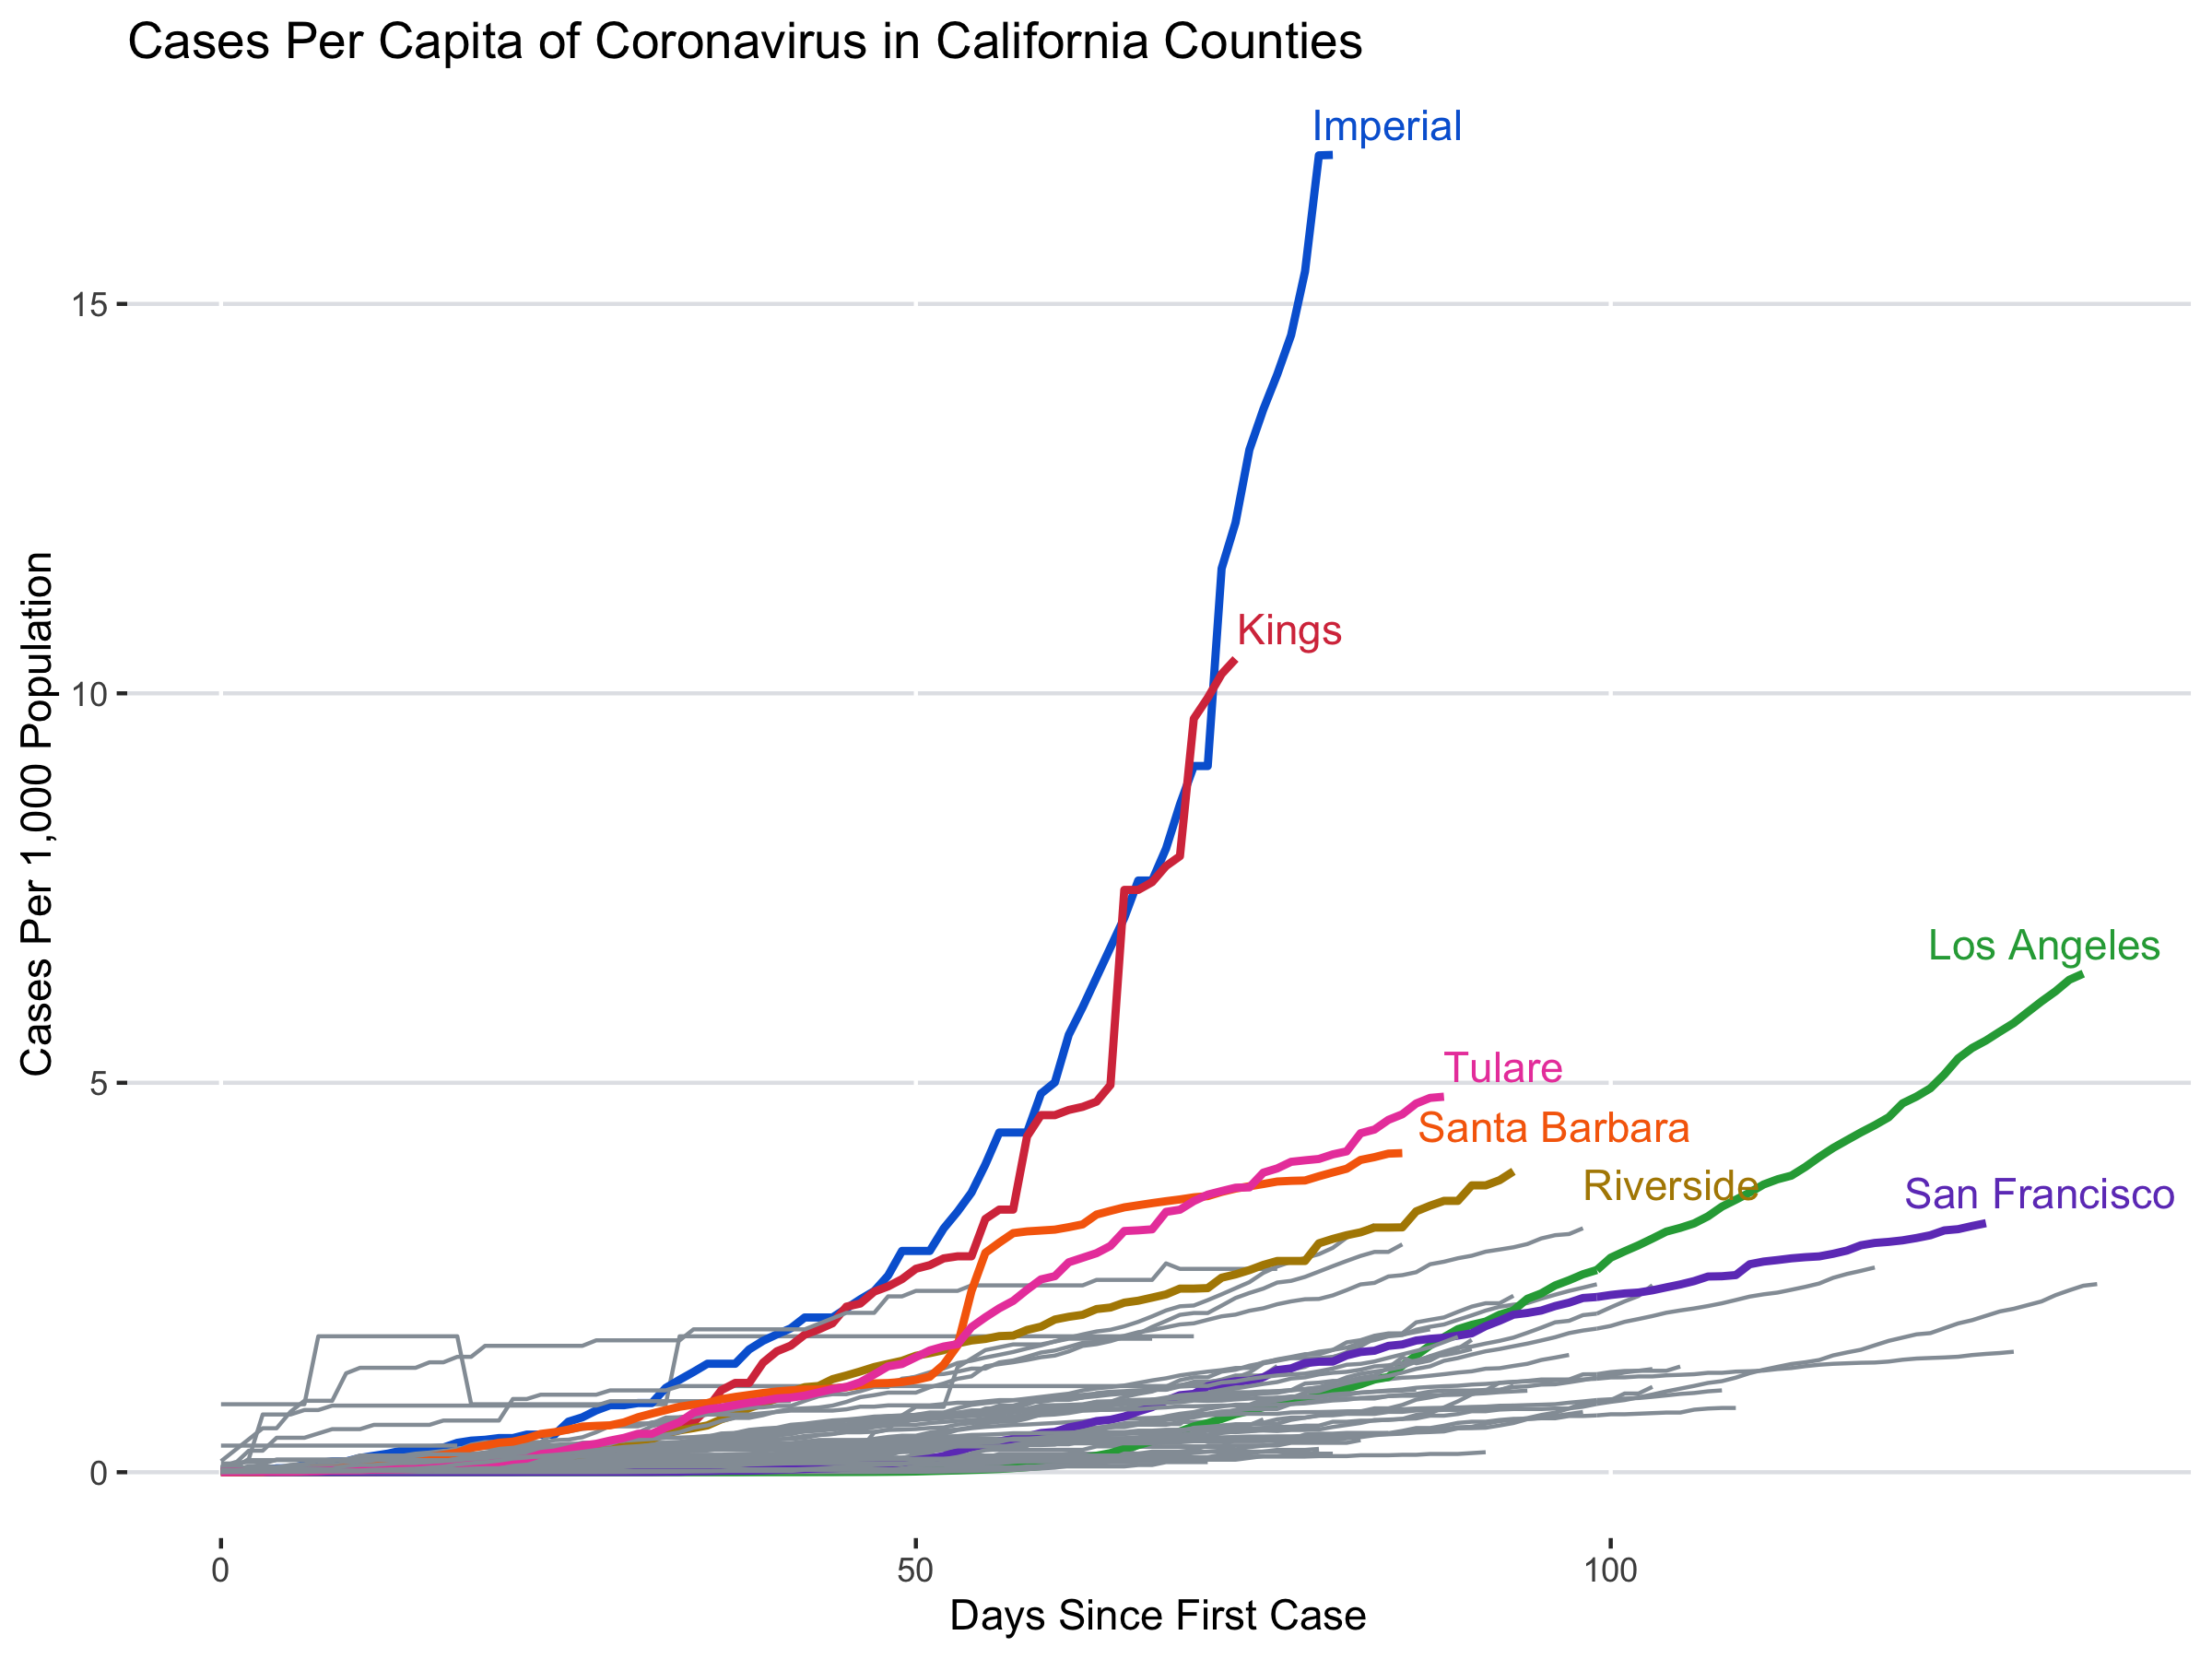 Cases Per Capita of Coronavirus in California Counties
Imperial
15
Kings
10
Cases Per 1,000 Population
Los Angeles
Tulare
5
Santa Barbara
Riverside
San Francisco
0
0
50
100
Days Since First Case